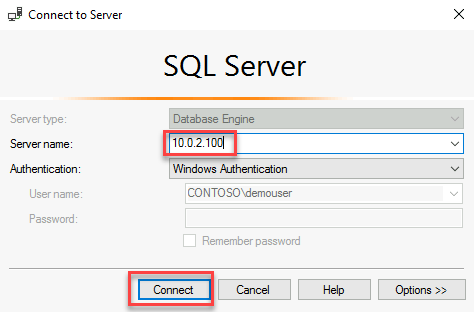 Connect to Server
SQL Server
Server type: Database Engine
Server name: 10.0.2.100
Authentication: Windows Authentication
User name: CONTOSO\demouser
Password:
Remember password
Connect Cancel Help Options >>